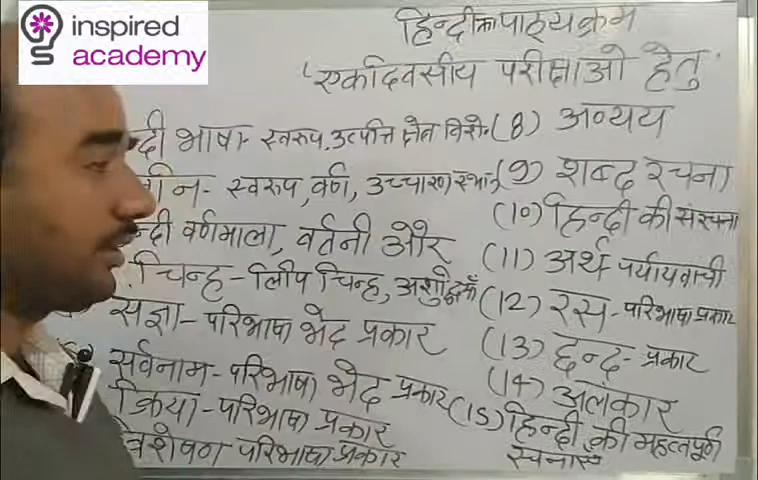 inspired
academy
हिन्दी का पाठ्यक्रम
'एकदिवसीय परीक्षाओ हेतु'
दी भाषा- स्वरूप, उत्पत्ति
स्वरूप, वर्ण, उच्चारण स्थान
न्दी वर्णमाला, वर्तनी और
चिन्ह - लिपि चिन्ह,
संज्ञा - परिभाषा भेद प्रकार
सर्वनाम - परिभाषा भेद प्रकार
क्रिया - परिभाषा प्रकार
विशेषण परिभाषा प्रकार
(8) अव्यय
(9) शब्द रचना
(10) हिन्दी की संरचना
(11) अर्थ पर्यायवाची
(12) रस - परिभाषा प्रकार
(13) छन्द - प्रकार
(14) अलंकार
(15) हिन्दी की महत्वपूर्ण
रचनाएँ